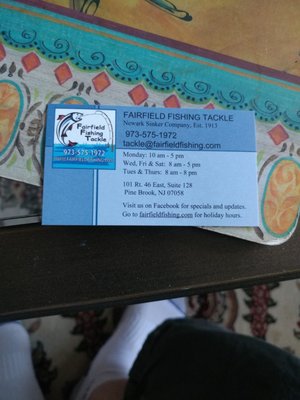 Fairfield
Fishing
Tackle
973-575-1972
FAIRFIELD FISHING TACKLE
Newark Sinker Company, Est. 1913
973-575-1972
tackle@fairfieldfishing.com
Monday: 10 am - 5 pm
Wed, Fri & Sat: 8 am - 5 pm
Tues & Thurs: 8 am - 8 pm
101 Rt. 46 East, Suite 128
Pine Brook, NJ 07058
Visit us on Facebook for specials and updates.
Go to fairfieldfishing.com for holiday hours.